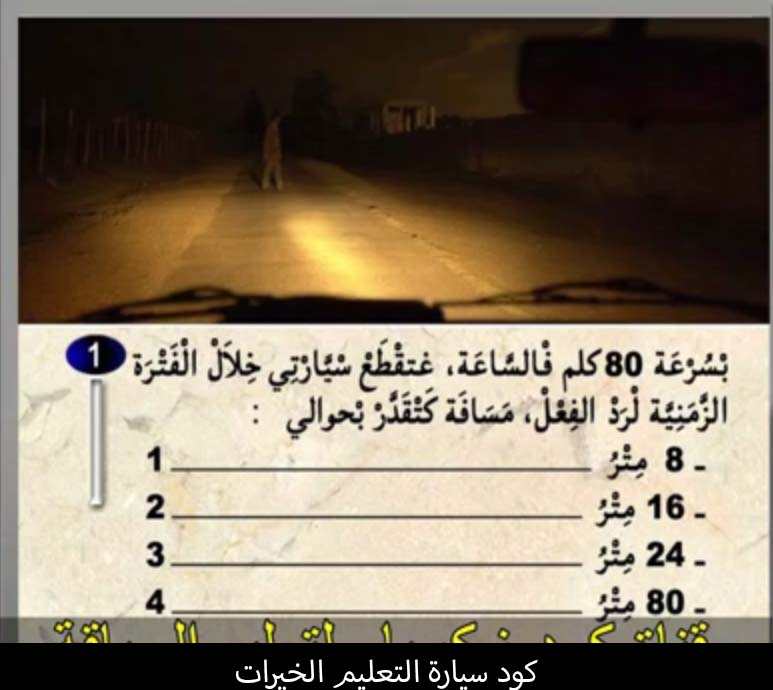 1
بْسُرْعَة 80 كلم فْالسَّاعَة، غتقْطَعْ سْيَّارْتِي خِلاَلْ الْفَتْرَة
الزَّمَنِيَّة لْرَدْ الفِعْلْ، مَسَافَة كَتْقَدَّرْ بْحوالي :
ـ 8 مِتْرُ 1
ـ 16 مِتْرُ 2
ـ 24 مِتْرُ 3
ـ 80 مِتْرُ 4
كود سيارة التعليم الخيرات